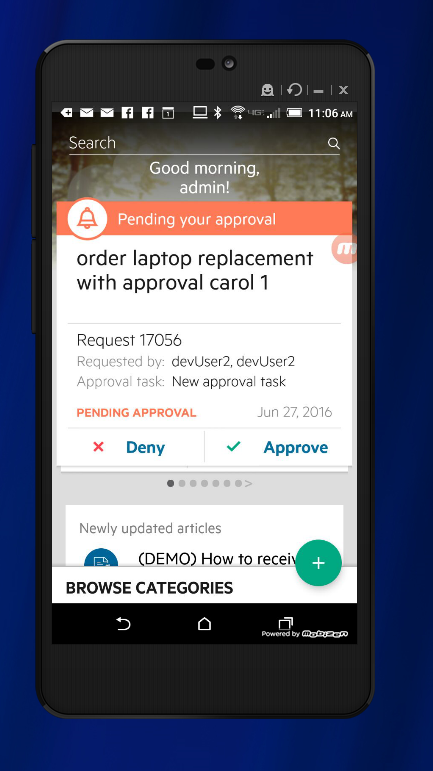 4G LTE 11:06 AM
Search
Good morning,
admin!
Pending your approval
order laptop replacement
with approval carol 1
Request 17056
Requested by: devUser2, devUser2
Approval task: New approval task
PENDING APPROVAL Jun 27, 2016
Deny Approve
Newly updated articles
(DEMO) How to receiv
BROWSE CATEGORIES
Powered by Mobizen